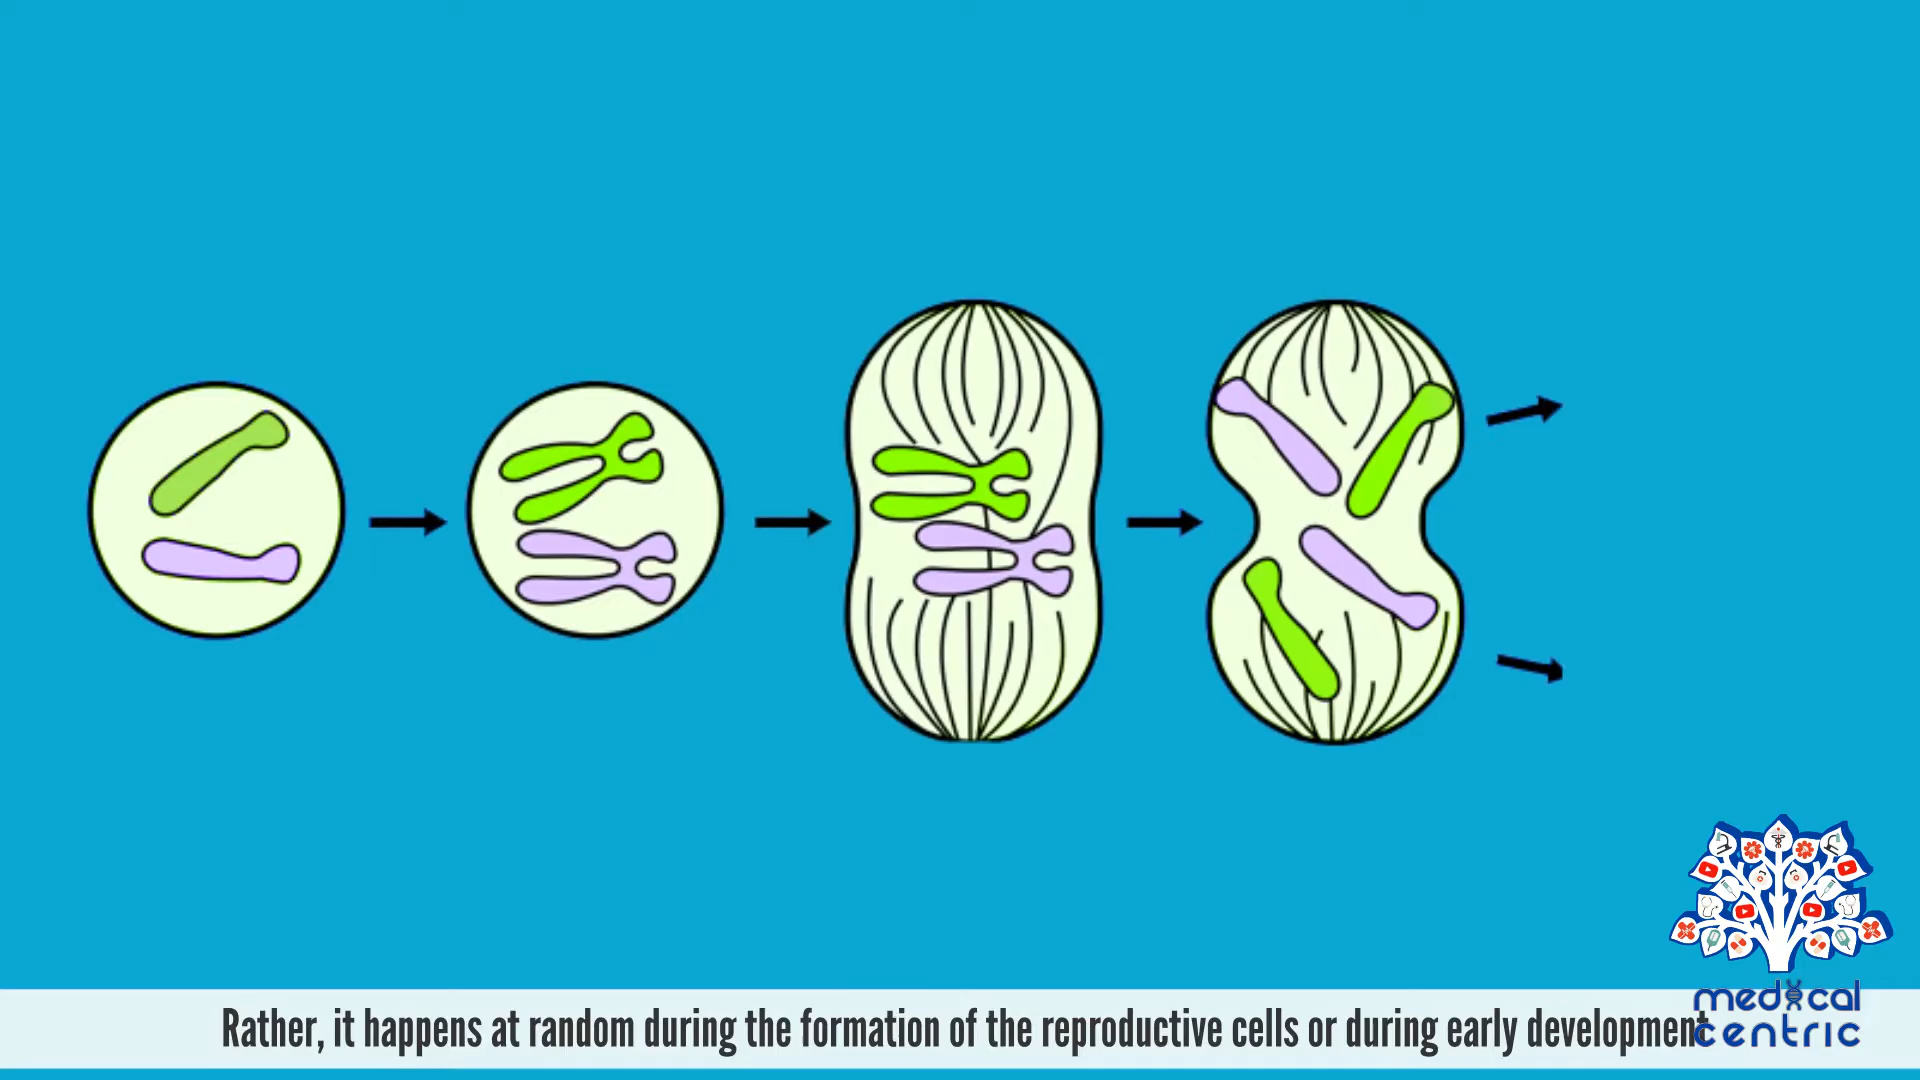 Rather, it happens at random during the formation of the reproductive cells or during early development
medical
centric